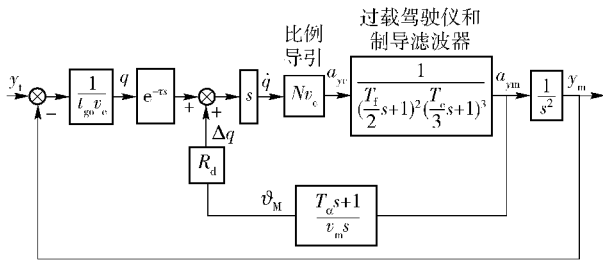 比例
导引
过载驾驶仪和
制导滤波器
y_t
−
1
t_go v_c
q
e^{−τs}
+
+
Δq
s
q̇
Nv_c
a_yc
1
(T_f/2 s+1)²(T_c/3 s+1)³
a_ym
1
s²
y_m
R_d
ϑ_M
T_α s+1
v_m s